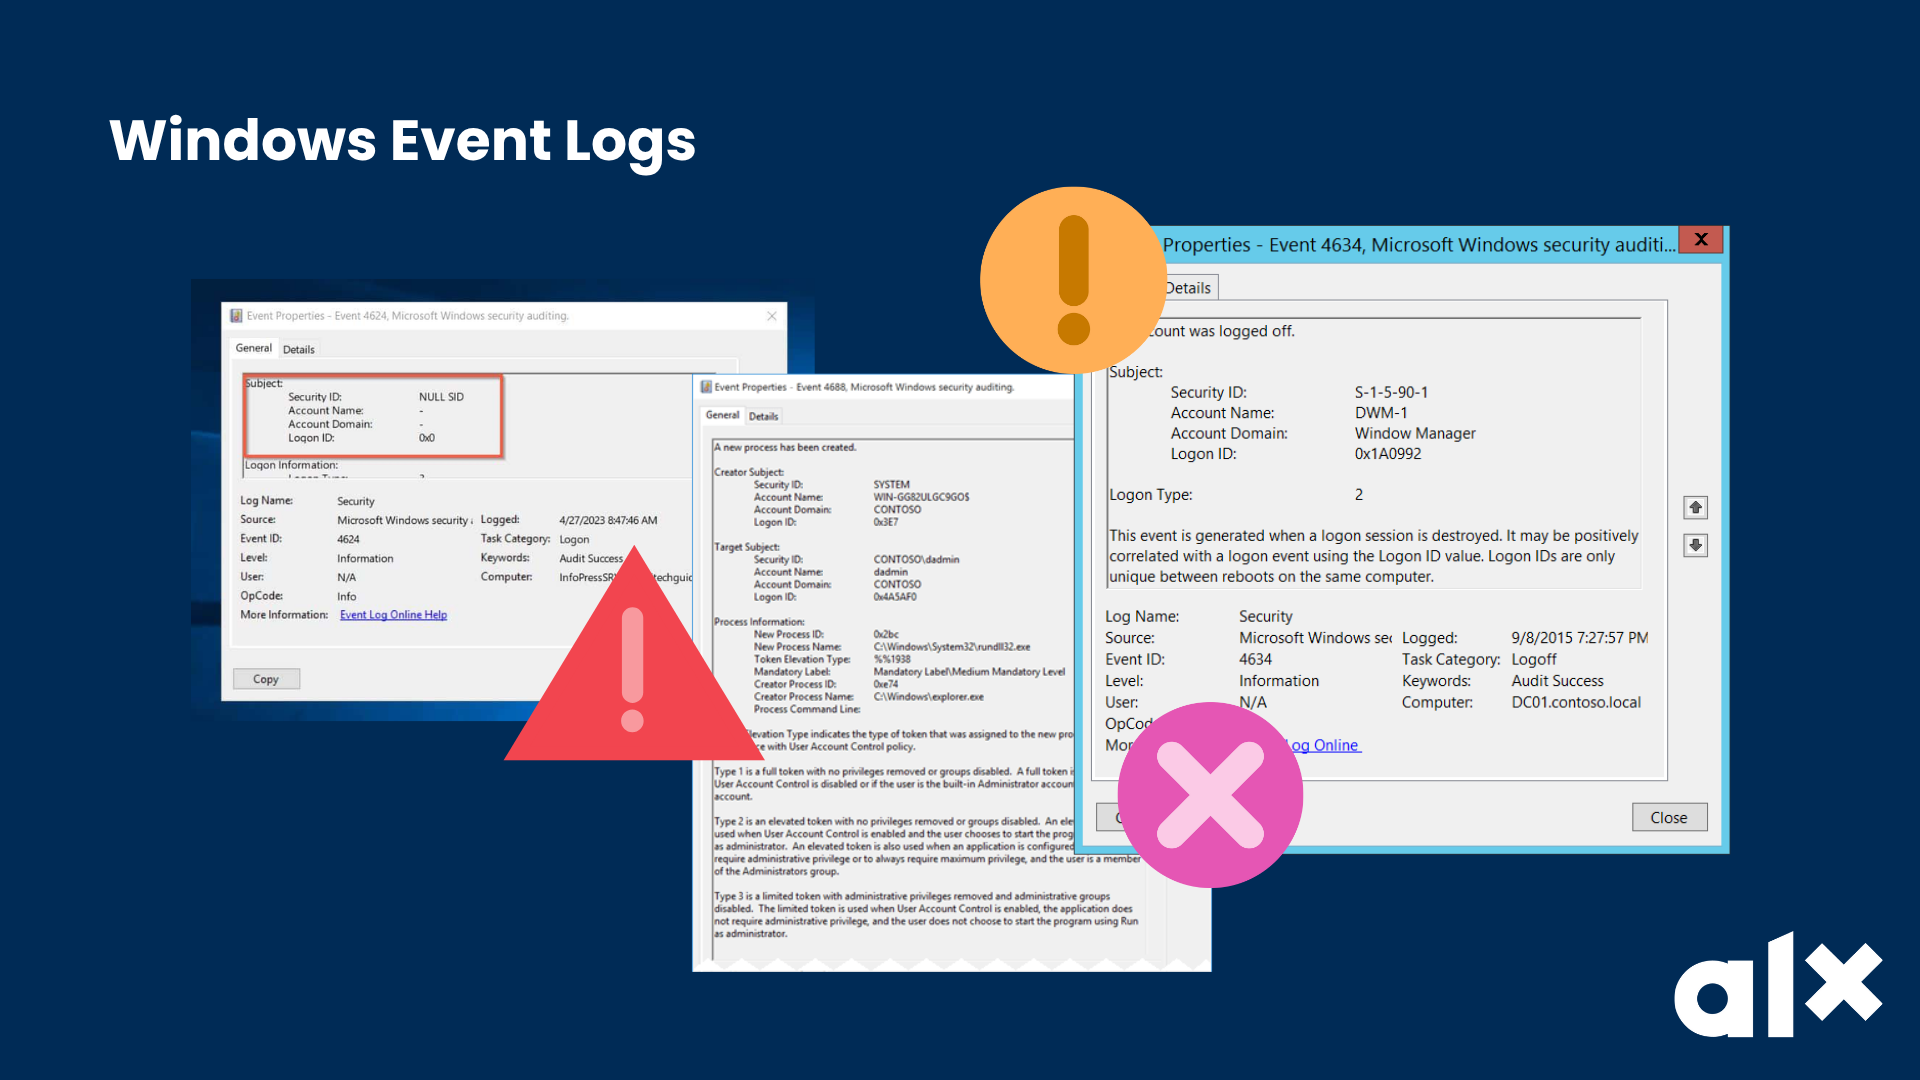 Windows Event Logs
Event Properties - Event 4624, Microsoft Windows security auditing.
General Details
Subject:
Security ID: NULL SID
Account Name: -
Account Domain: -
Logon ID: 0x0
Logon Information:
Log Name: Security
Source: Microsoft Windows security Logged: 4/27/2023 8:47:46 AM
Event ID: 4624 Task Category: Logon
Level: Information Keywords: Audit Success
User: N/A Computer: InfoPressSR techguid
OpCode: Info
More Information: Event Log Online Help
Copy
Event Properties - Event 4688, Microsoft Windows security auditing.
General Details
A new process has been created.
Creator Subject:
Security ID: SYSTEM
Account Name: WIN-GG82ULGC9GO$
Account Domain: CONTOSO
Logon ID: 0x3E7
Target Subject:
Security ID: CONTOSO\dadmin
Account Name: dadmin
Account Domain: CONTOSO
Logon ID: 0x4A5AF0
Process Information:
New Process ID: 0x2bc
New Process Name: C:\Windows\System32\rundll32.exe
Token Elevation Type: %%1938
Mandatory Label: Mandatory Label\Medium Mandatory Level
Creator Process ID: 0xe74
Creator Process Name: C:\Windows\explorer.exe
Process Command Line:
levation Type indicates the type of token that was assigned to the new pro
ce with User Account Control policy.
Type 1 is a full token with no privileges removed or groups disabled. A full token i
User Account Control is disabled or if the user is the built-in Administrator accoun
account.
Type 2 is an elevated token with no privileges removed or groups disabled. An ele
used when User Account Control is enabled and the user chooses to start the prog
as administrator. An elevated token is also used when an application is configured
require administrative privilege or to always require maximum privilege, and the user is a member
of the Administrators group.
Type 3 is a limited token with administrative privileges removed and administrative groups
disabled. The limited token is used when User Account Control is enabled, the application does
not require administrative privilege, and the user does not choose to start the program using Run
as administrator.
Properties - Event 4634, Microsoft Windows security auditi...
Details
count was logged off.
Subject:
Security ID: S-1-5-90-1
Account Name: DWM-1
Account Domain: Window Manager
Logon ID: 0x1A0992
Logon Type: 2
This event is generated when a logon session is destroyed. It may be positively
correlated with a logon event using the Logon ID value. Logon IDs are only
unique between reboots on the same computer.
Log Name: Security
Source: Microsoft Windows sec Logged: 9/8/2015 7:27:57 PM
Event ID: 4634 Task Category: Logoff
Level: Information Keywords: Audit Success
User: N/A Computer: DC01.contoso.local
OpCod
Mor Log Online
Close
alx